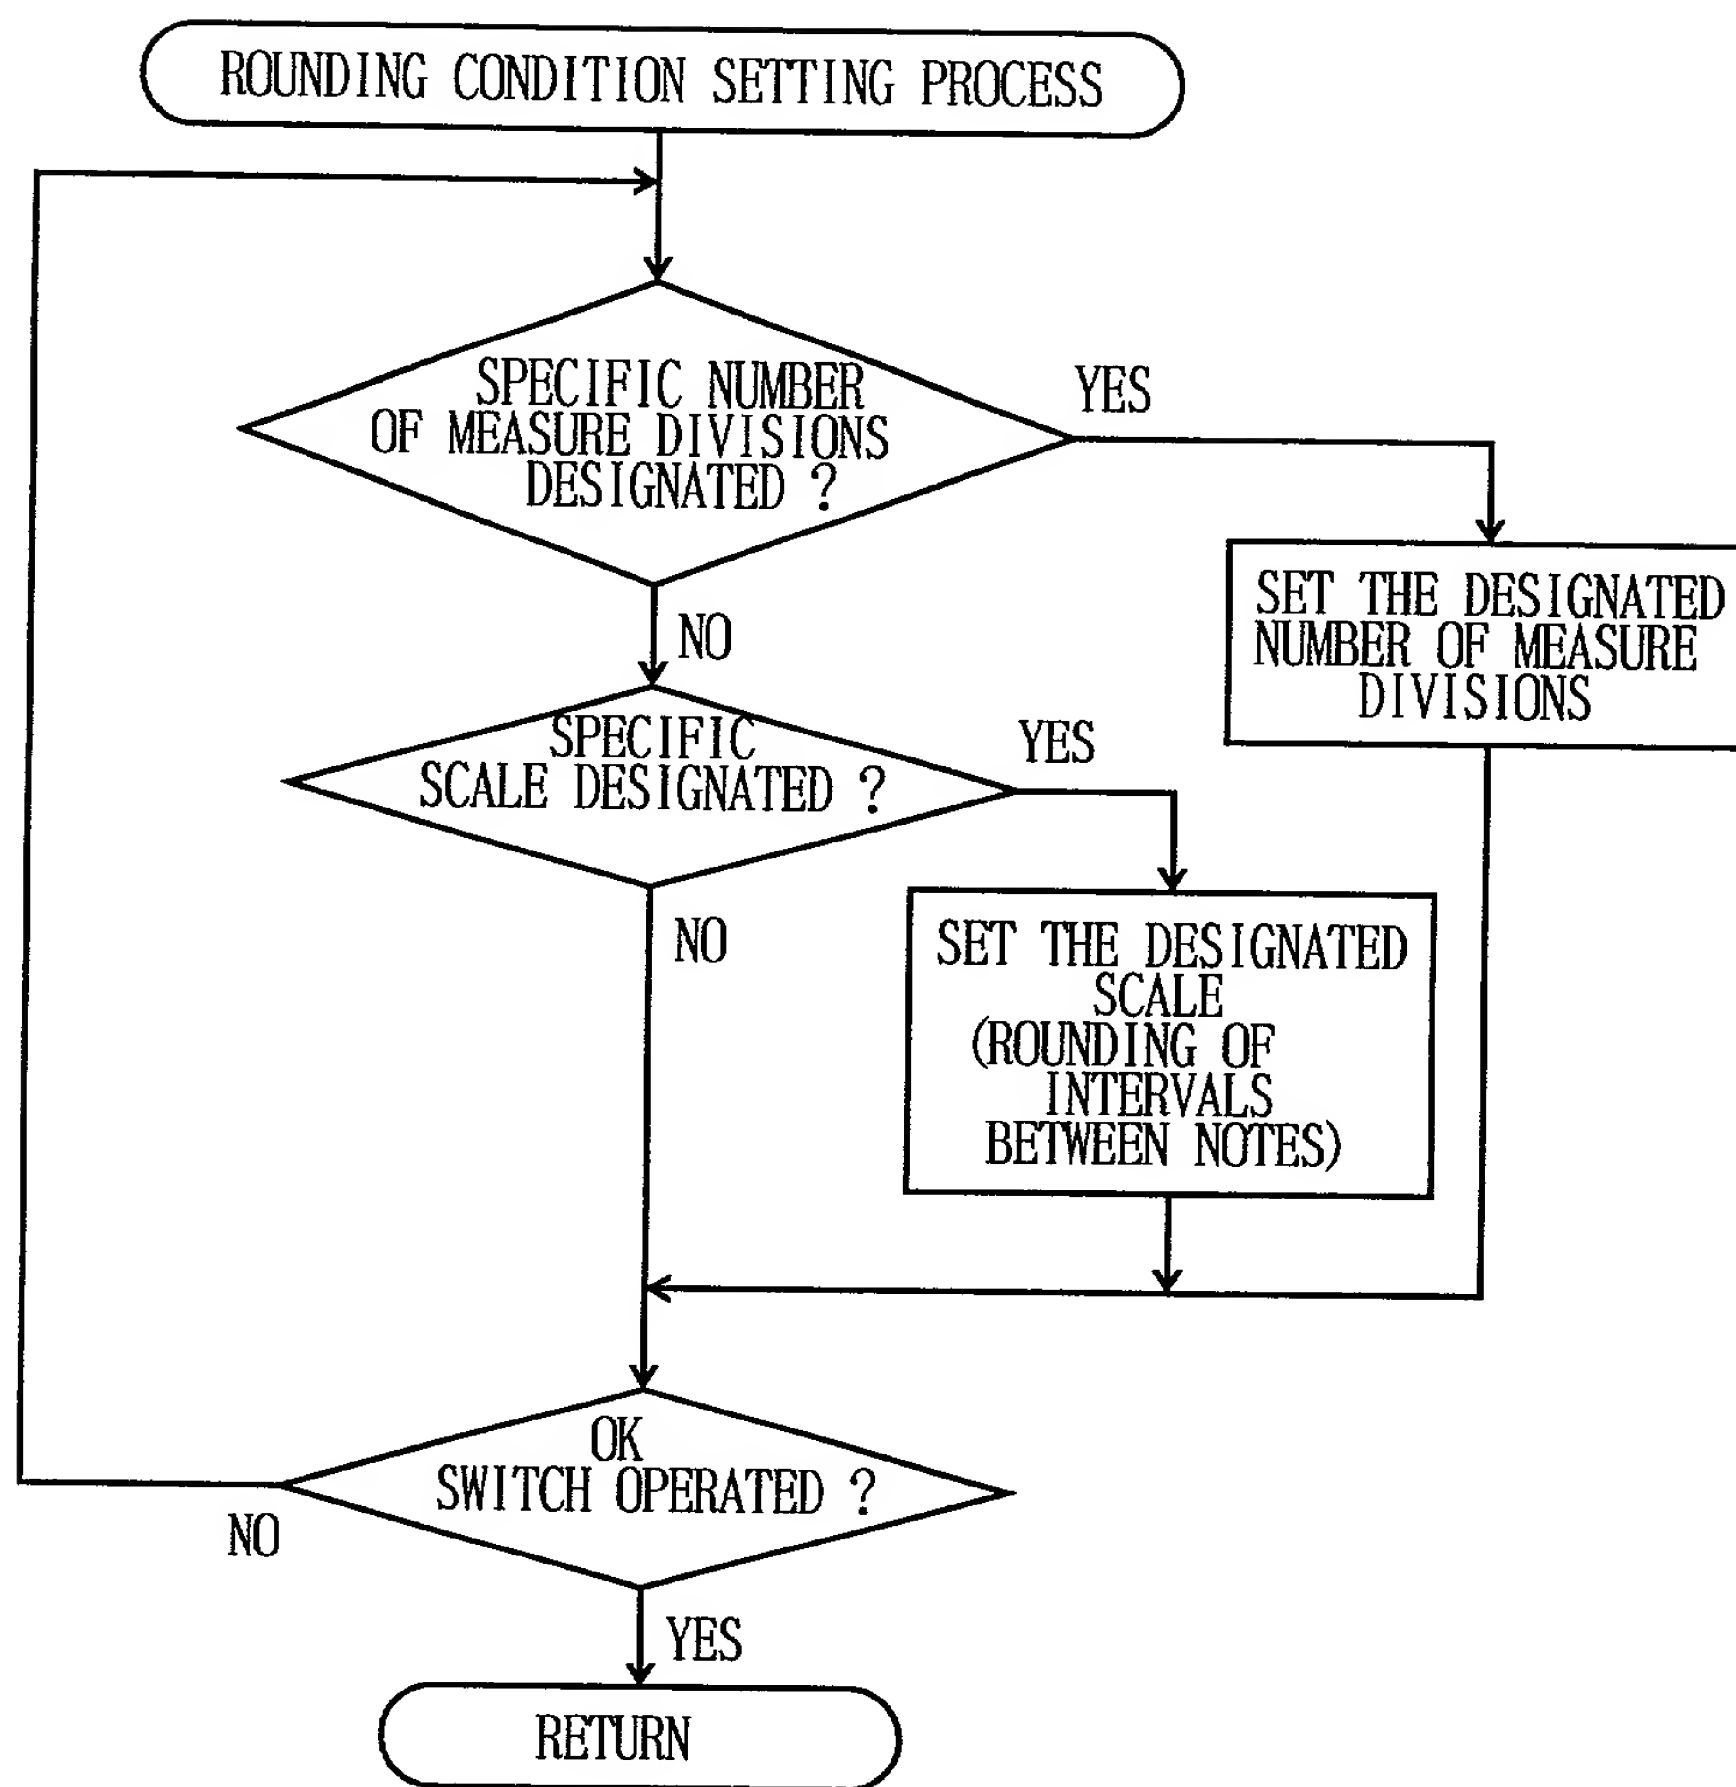 ROUNDING CONDITION SETTING PROCESS
SPECIFIC NUMBER
OF MEASURE DIVISIONS
DESIGNATED ?
YES
NO
SET THE DESIGNATED
NUMBER OF MEASURE
DIVISIONS
SPECIFIC
SCALE DESIGNATED ?
YES
NO
SET THE DESIGNATED
SCALE
(ROUNDING OF
INTERVALS
BETWEEN NOTES)
OK
SWITCH OPERATED ?
NO
YES
RETURN